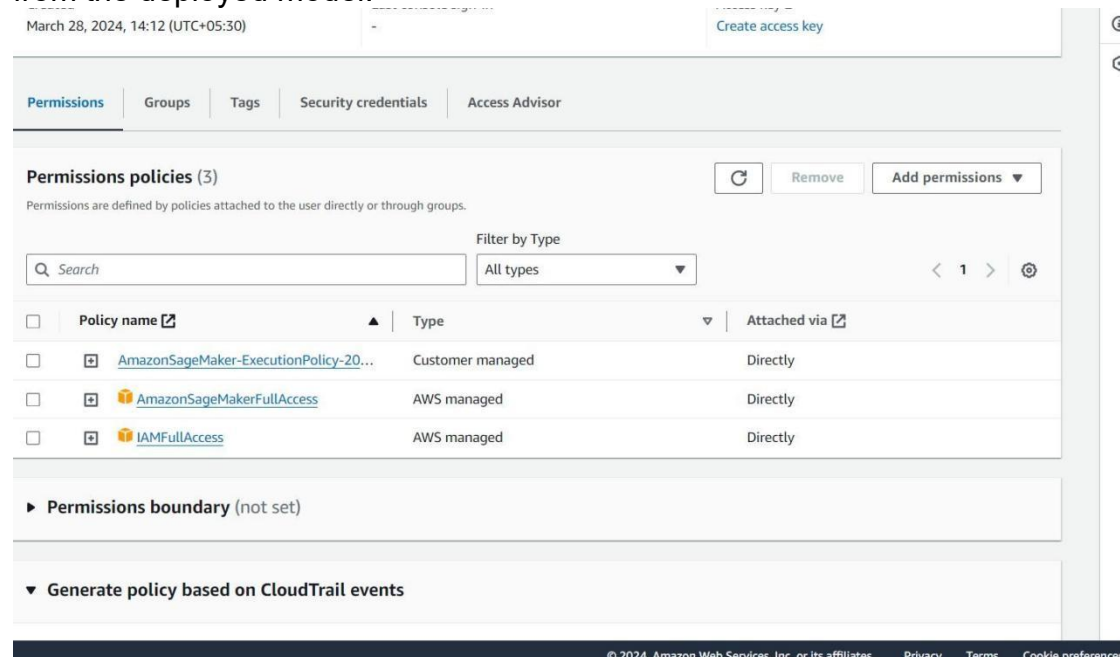 from the deployed model.
March 28, 2024, 14:12 (UTC+05:30)
-
Create access key
Permissions
Groups
Tags
Security credentials
Access Advisor
Permissions policies (3)
Remove
Add permissions
Permissions are defined by policies attached to the user directly or through groups.
Filter by Type
Search
All types
1
Policy name
Type
Attached via
AmazonSageMaker-ExecutionPolicy-20...
Customer managed
Directly
AmazonSageMakerFullAccess
AWS managed
Directly
IAMFullAccess
AWS managed
Directly
Permissions boundary (not set)
Generate policy based on CloudTrail events
© 2024, Amazon Web Services, Inc. or its affiliates.
Privacy
Terms
Cookie preferences